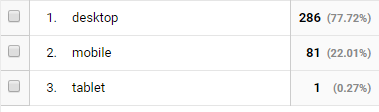 1. desktop 286 (77.72%)
2. mobile 81 (22.01%)
3. tablet 1 (0.27%)